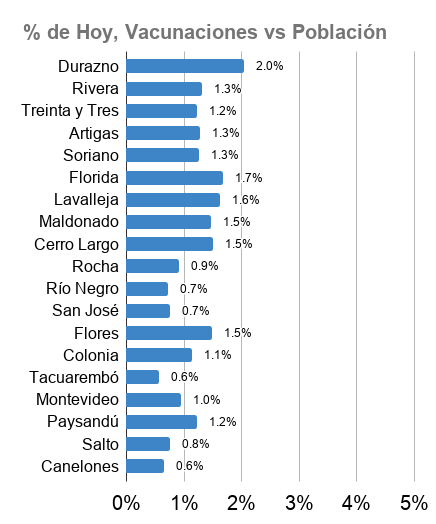 % de Hoy, Vacunaciones vs Población
Durazno 2.0%
Rivera 1.3%
Treinta y Tres 1.2%
Artigas 1.3%
Soriano 1.3%
Florida 1.7%
Lavalleja 1.6%
Maldonado 1.5%
Cerro Largo 1.5%
Rocha 0.9%
Río Negro 0.7%
San José 0.7%
Flores 1.5%
Colonia 1.1%
Tacuarembó 0.6%
Montevideo 1.0%
Paysandú 1.2%
Salto 0.8%
Canelones 0.6%
0% 1% 2% 3% 4% 5%